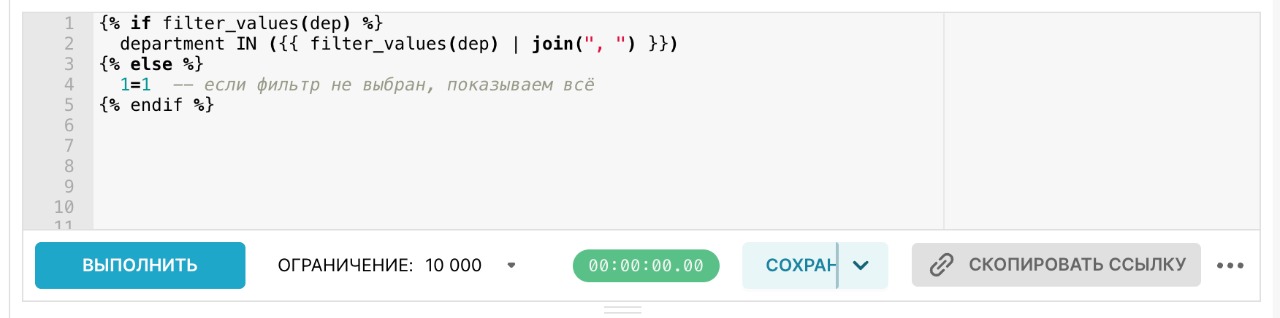 1 {% if filter_values(dep) %}
2 department IN ({{ filter_values(dep) | join(", ") }})
3 {% else %}
4 1=1 -- если фильтр не выбран, показываем всё
5 {% endif %}
6
7
8
9
10
11
ВЫПОЛНИТЬ ОГРАНИЧЕНИЕ: 10 000 00:00:00.00 СОХРАН СКОПИРОВАТЬ ССЫЛКУ